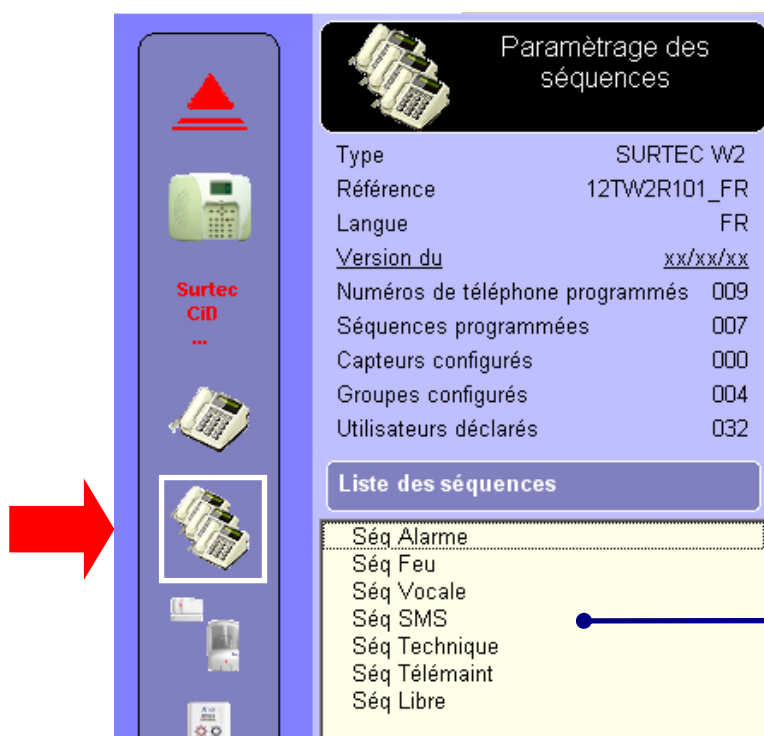 Paramètrage des
séquences
Type SURTEC W2
Référence 12TW2R101_FR
Langue FR
Version du xx/xx/xx
Surtec
CiD
...
Numéros de téléphone programmés 009
Séquences programmées 007
Capteurs configurés 000
Groupes configurés 004
Utilisateurs déclarés 032
Liste des séquences
Séq Alarme
Séq Feu
Séq Vocale
Séq SMS
Séq Technique
Séq Télémaint
Séq Libre